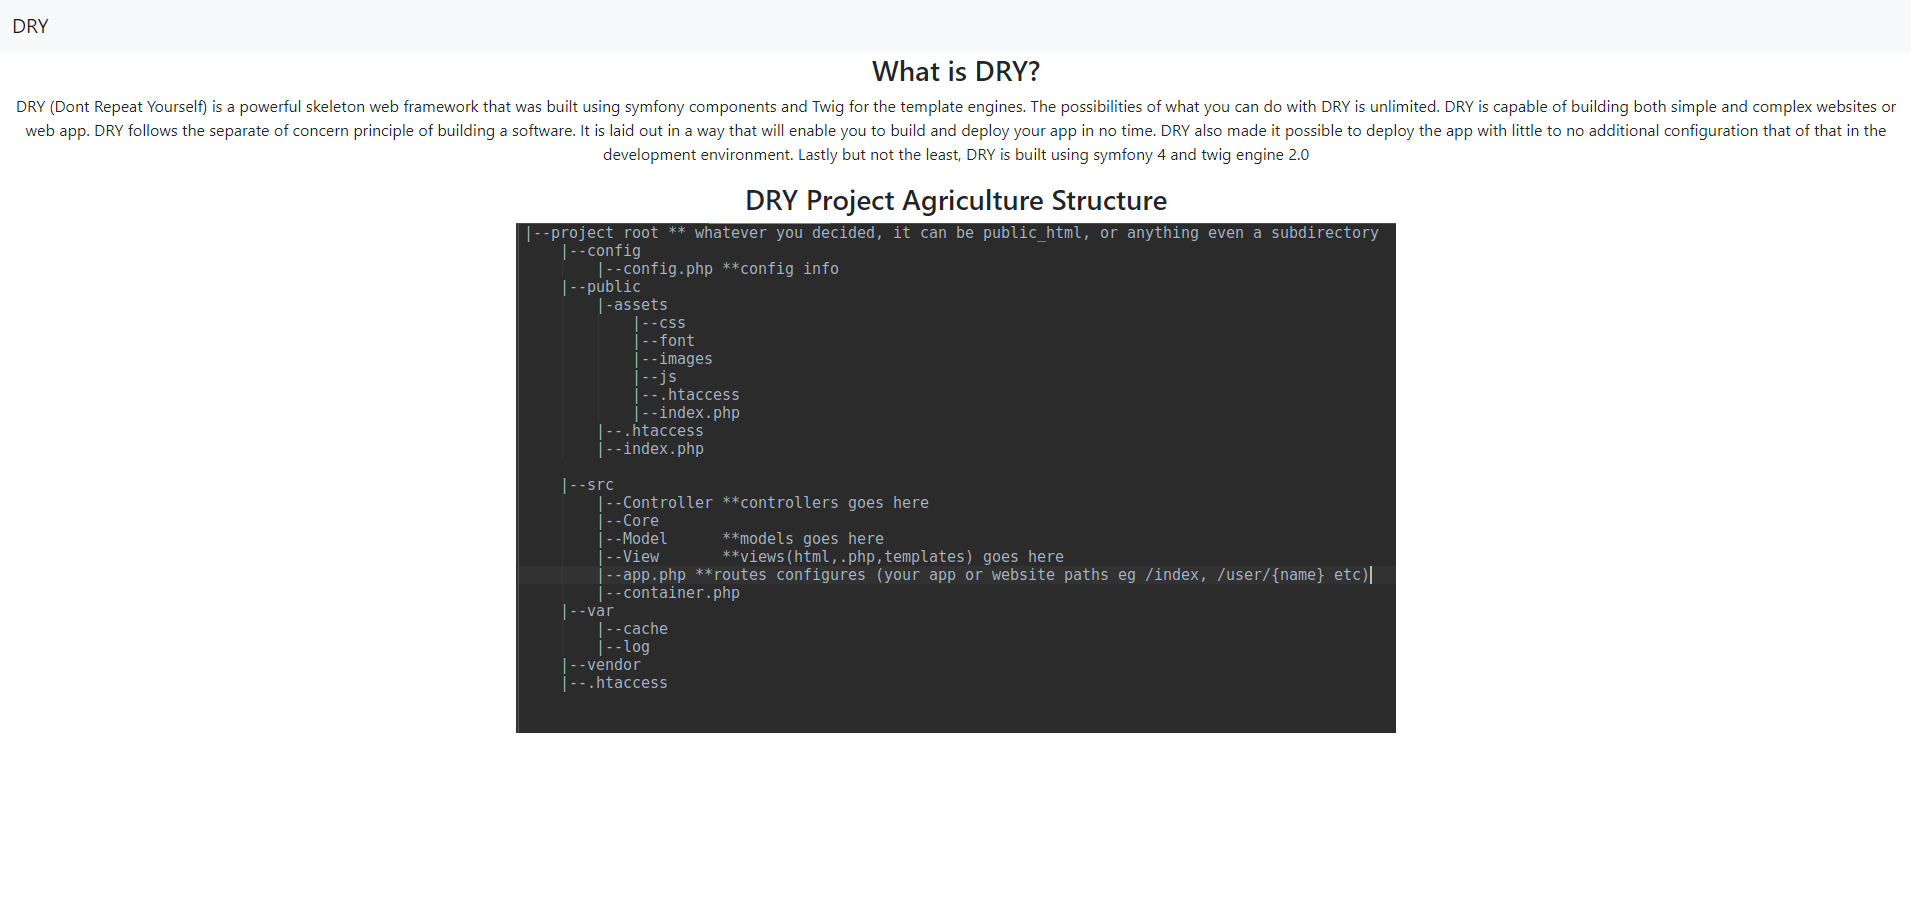 DRY
What is DRY?
DRY (Dont Repeat Yourself) is a powerful skeleton web framework that was built using symfony components and Twig for the template engines. The possibilities of what you can do with DRY is unlimited. DRY is capable of building both simple and complex websites or
web app. DRY follows the separate of concern principle of building a software. It is laid out in a way that will enable you to build and deploy your app in no time. DRY also made it possible to deploy the app with little to no additional configuration that of that in the
development environment. Lastly but not the least, DRY is built using symfony 4 and twig engine 2.0
DRY Project Agriculture Structure
|--project root ** whatever you decided, it can be public_html, or anything even a subdirectory
    |--config
        |--config.php **config info
    |--public
        |-assets
            |--css
            |--font
            |--images
            |--js
            |--.htaccess
            |--index.php
        |--.htaccess
        |--index.php
    |--src
        |--Controller **controllers goes here
        |--Core
        |--Model      **models goes here
        |--View       **views(html,.php,templates) goes here
        |--app.php **routes configures (your app or website paths eg /index, /user/{name} etc)
        |--container.php
    |--var
        |--cache
        |--log
    |--vendor
    |--.htaccess